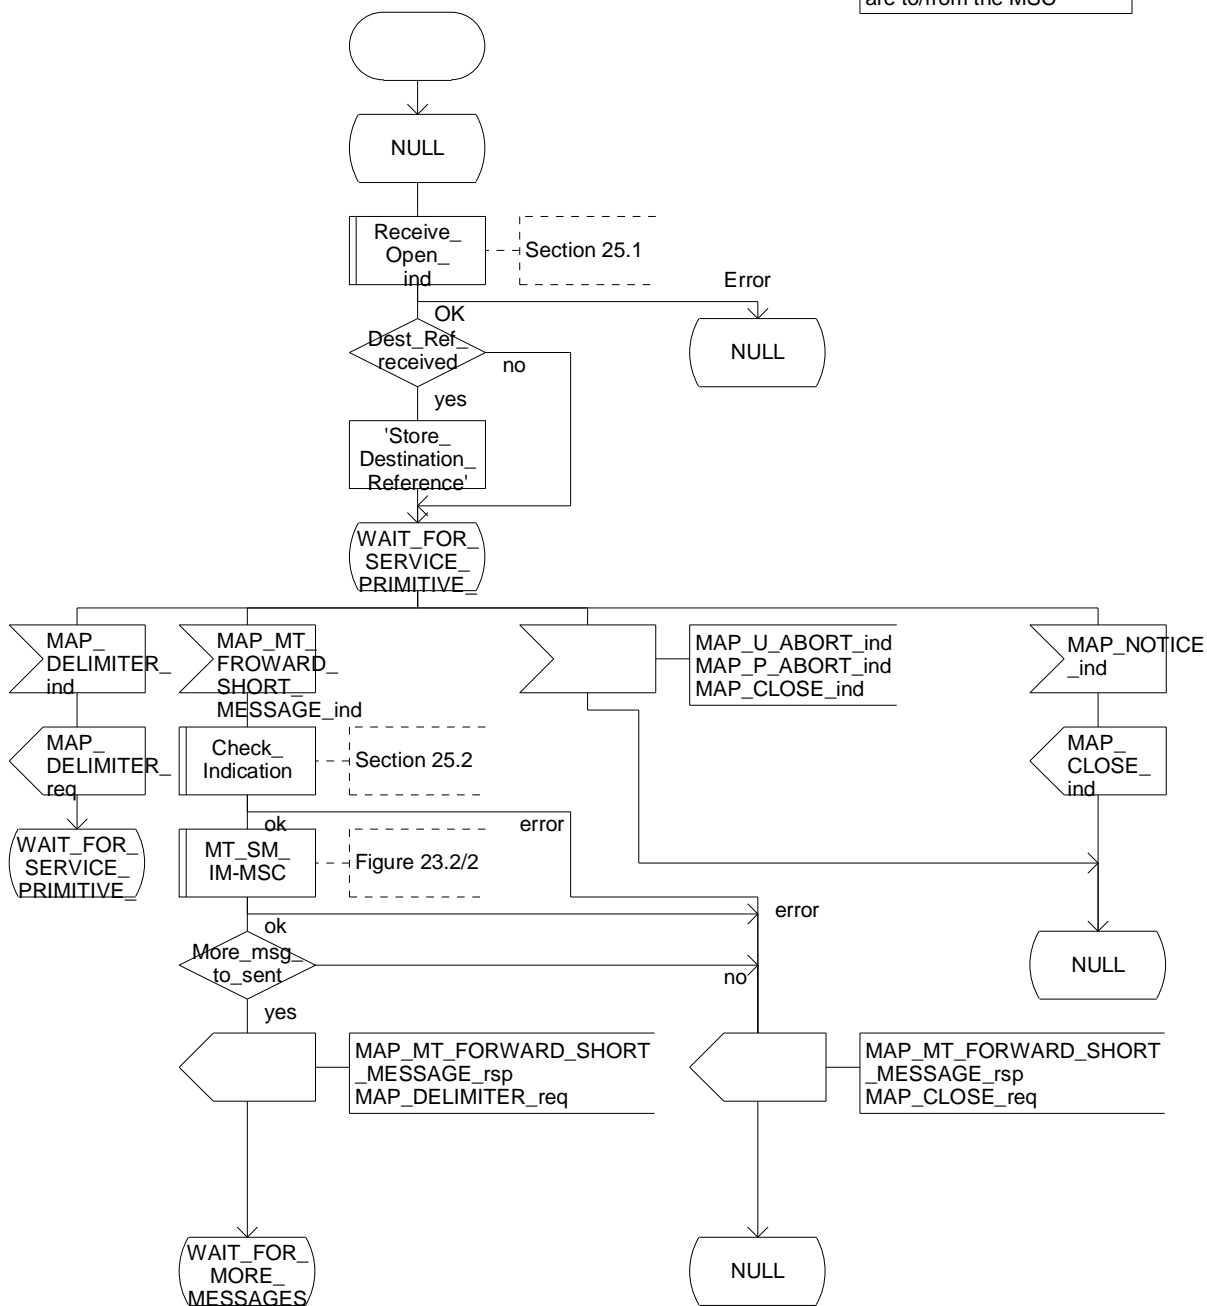 are to/from the MSC
NULL
Receive_
Open_
ind
Section 25.1
Error
OK
Dest_Ref_
received
no
NULL
yes
'Store_
Destination_
Reference'
WAIT_FOR_
SERVICE_
PRIMITIVE_
MAP_
DELIMITER_
ind
MAP_MT_
FROWARD_
SHORT_
MESSAGE_ind
MAP_U_ABORT_ind
MAP_P_ABORT_ind
MAP_CLOSE_ind
MAP_NOTICE
_ind
MAP_
DELIMITER_
req
Check_
Indication
Section 25.2
MAP_
CLOSE_
ind
ok
error
WAIT_FOR_
SERVICE_
PRIMITIVE_
MT_SM_
IM-MSC
Figure 23.2/2
ok
error
More_msg_
to_sent
no
NULL
yes
MAP_MT_FORWARD_SHORT
_MESSAGE_rsp
MAP_DELIMITER_req
MAP_MT_FORWARD_SHORT
_MESSAGE_rsp
MAP_CLOSE_req
WAIT_FOR_
MORE_
MESSAGES
NULL